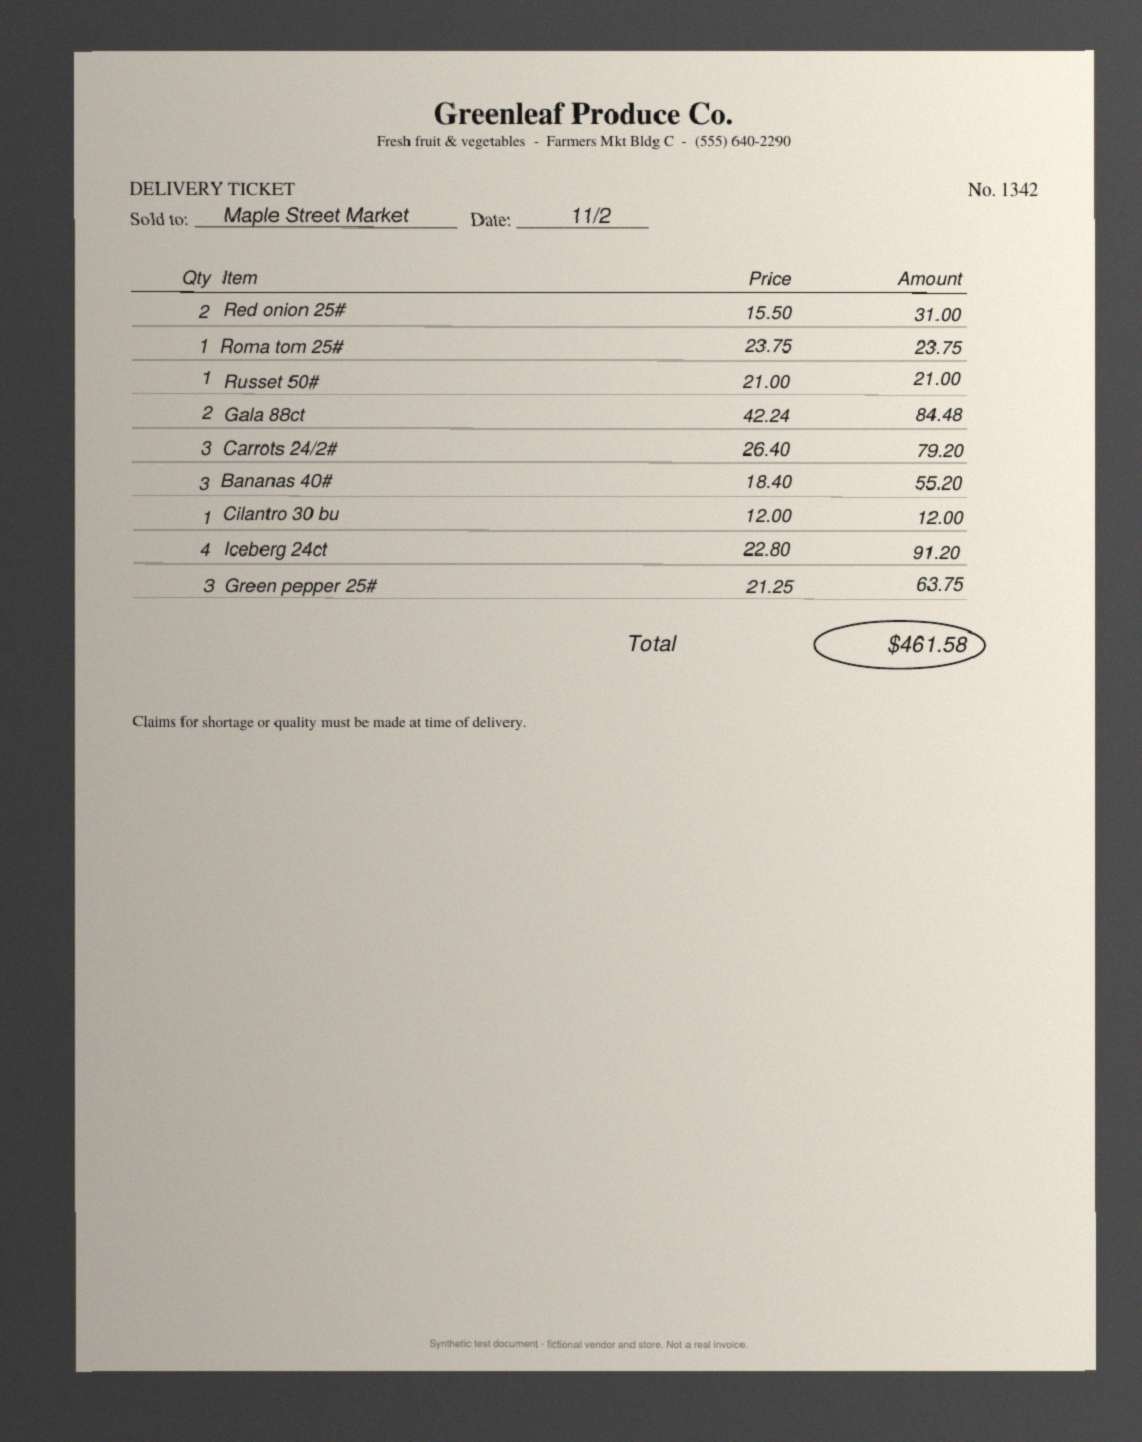 Greenleaf Produce Co.
Fresh fruit & vegetables - Farmers Mkt Bldg C - (555) 640-2290
DELIVERY TICKET No. 1342
Sold to: Maple Street Market Date: 11/2
Qty Item Price Amount
2 Red onion 25# 15.50 31.00
1 Roma tom 25# 23.75 23.75
1 Russet 50# 21.00 21.00
2 Gala 88ct 42.24 84.48
3 Carrots 24/2# 26.40 79.20
3 Bananas 40# 18.40 55.20
1 Cilantro 30 bu 12.00 12.00
4 Iceberg 24ct 22.80 91.20
3 Green pepper 25# 21.25 63.75
Total $461.58
Claims for shortage or quality must be made at time of delivery.
Synthetic test document - fictional vendor and store. Not a real invoice.